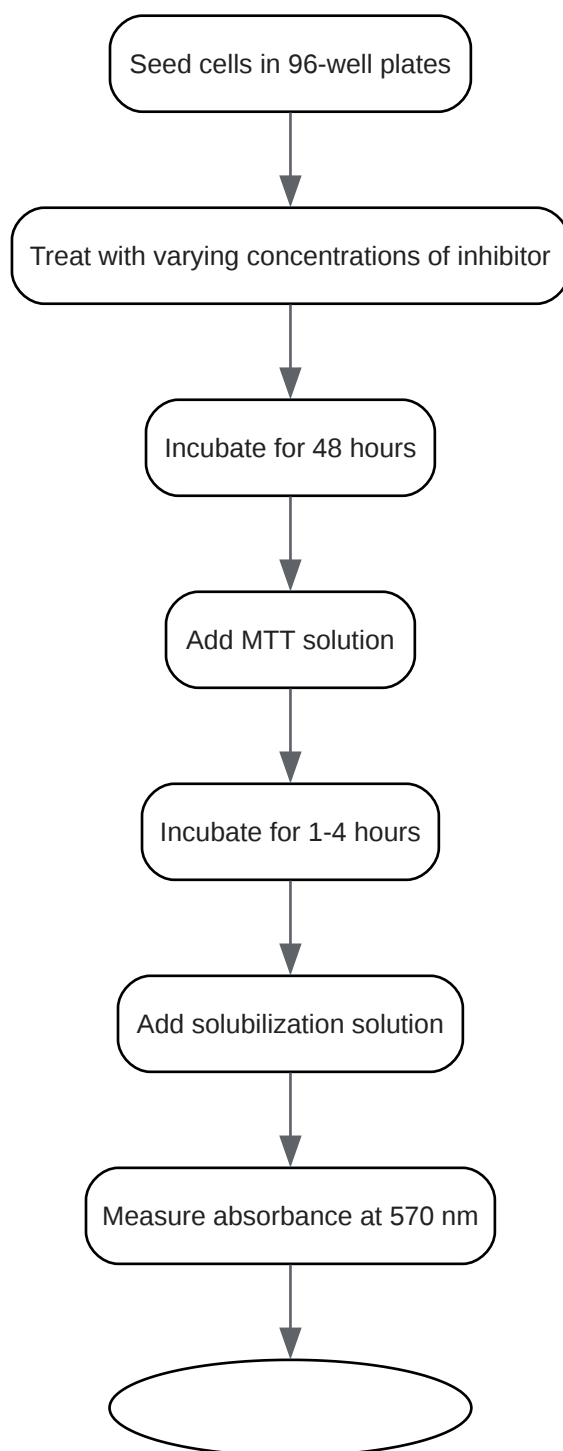 Seed cells in 96-well plates
Treat with varying concentrations of inhibitor
Incubate for 48 hours
Add MTT solution
Incubate for 1-4 hours
Add solubilization solution
Measure absorbance at 570 nm